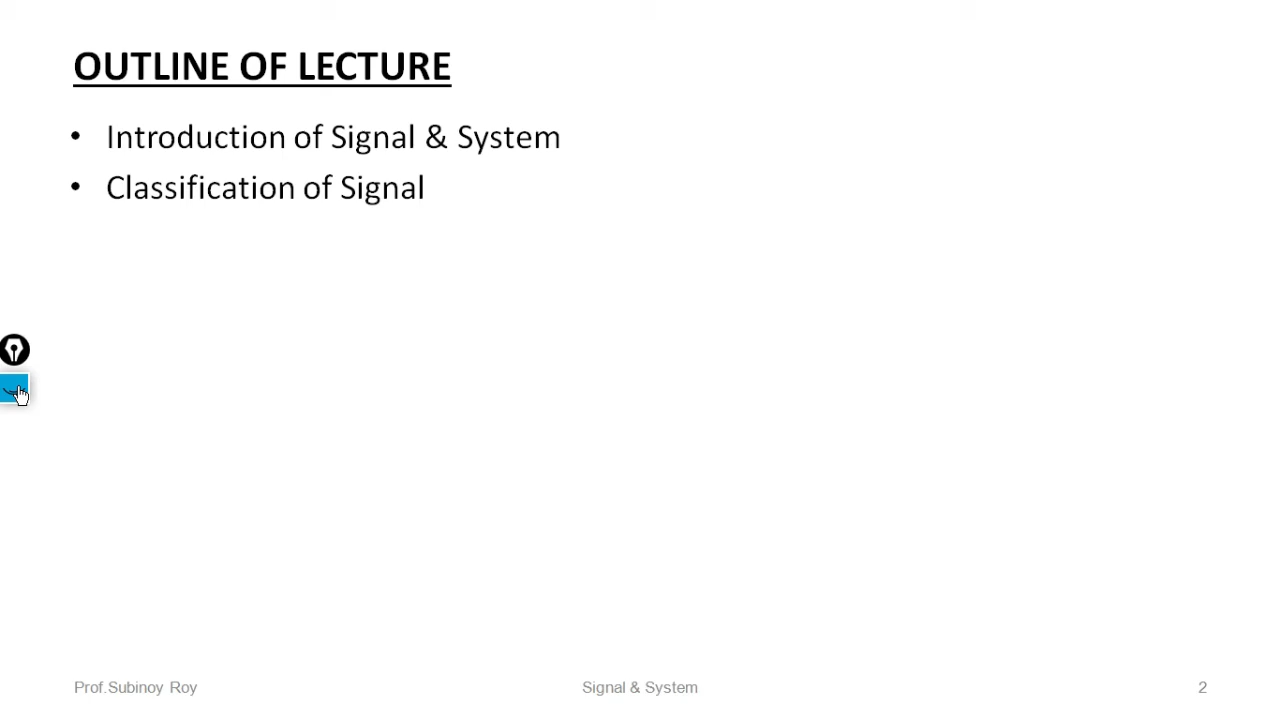 OUTLINE OF LECTURE
• Introduction of Signal & System
• Classification of Signal
Prof.Subinoy Roy
Signal & System
2